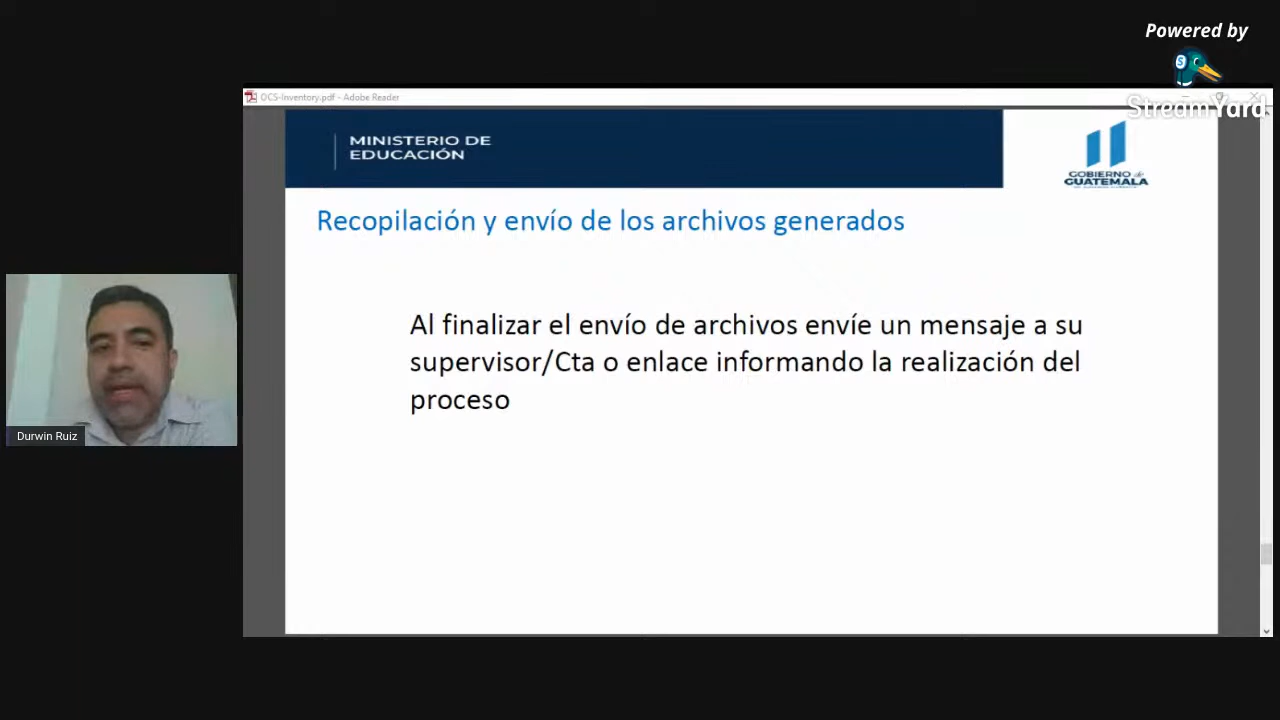 Powered by
StreamYard
OCS-Inventory.pdf - Adobe Reader
MINISTERIO DE
EDUCACIÓN
GOBIERNO de
GUATEMALA
Recopilación y envío de los archivos generados
Al finalizar el envío de archivos envíe un mensaje a su
supervisor/Cta o enlace informando la realización del
proceso
Durwin Ruiz